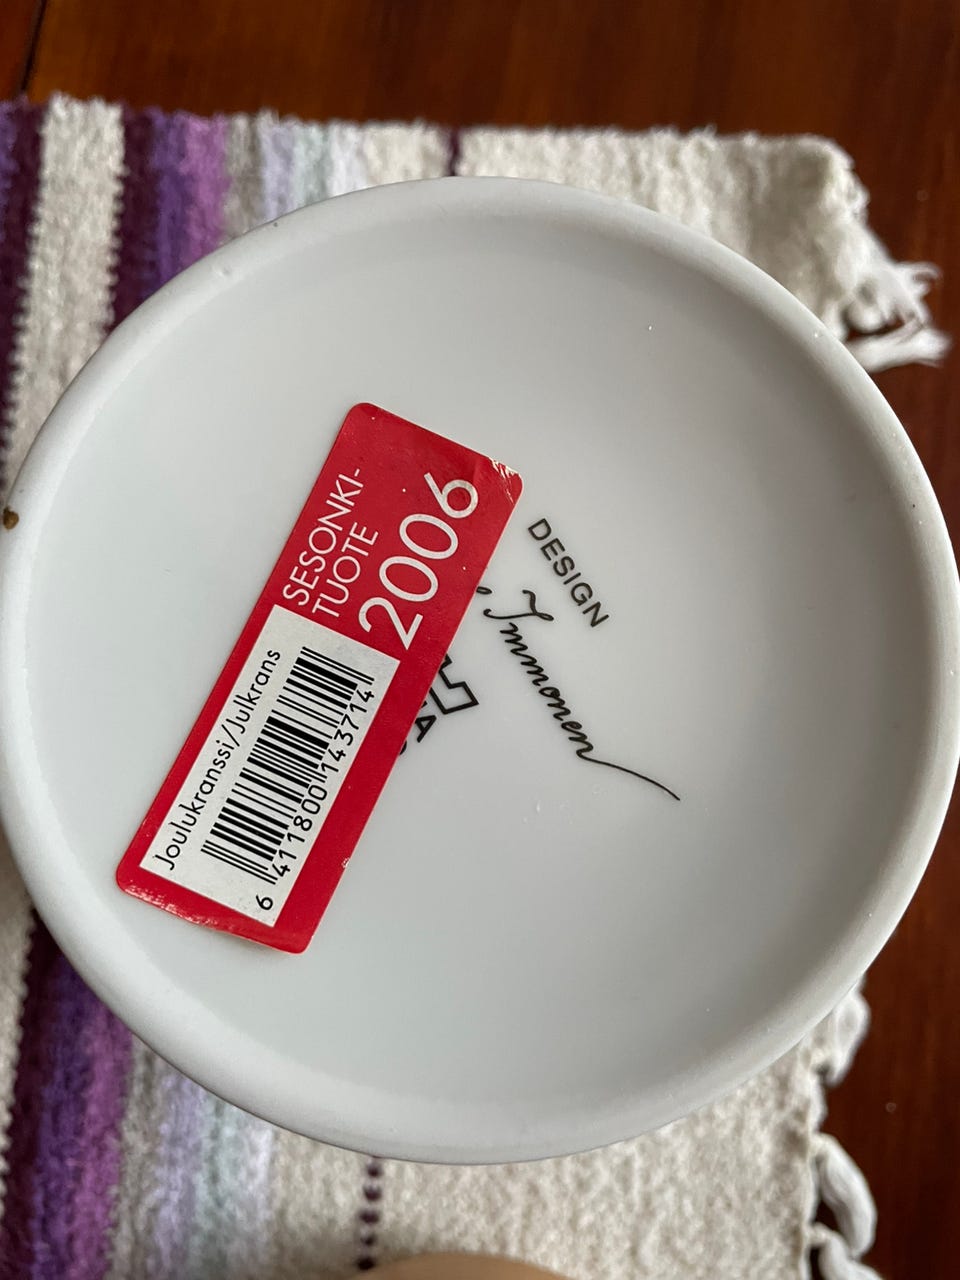 SESONKI-
TUOTE
2006
Joulukranssi/Julkrans
6 411800 143714
DESIGN
Immonen